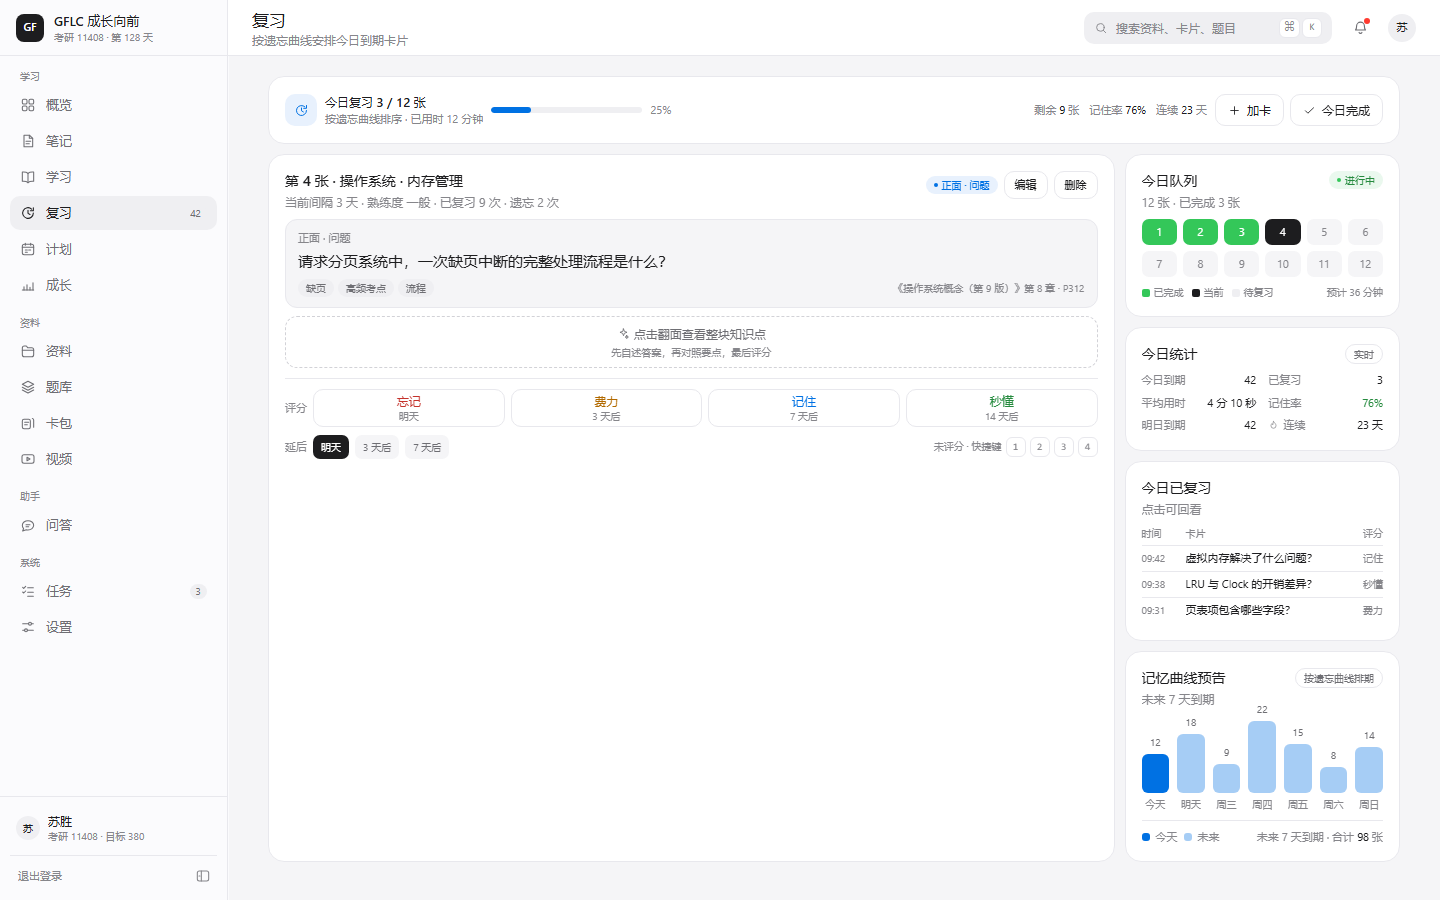 GF
GFLC 成长向前
考研 11408 · 第 128 天
学习
概览
笔记
学习
复习 42
计划
成长
资料
资料
题库
卡包
视频
助手
问答
系统
任务 3
设置
苏 苏胜
考研 11408 · 目标 380
退出登录
复习
按遗忘曲线安排今日到期卡片
搜索资料、卡片、题目 ⌘ K
苏
今日复习 3 / 12 张
按遗忘曲线排序 · 已用时 12 分钟
25%
剩余 9 张 记住率 76% 连续 23 天
加卡
今日完成
第 4 张 · 操作系统 · 内存管理
当前间隔 3 天 · 熟练度 一般 · 已复习 9 次 · 遗忘 2 次
正面 · 问题
编辑
删除
正面 · 问题
请求分页系统中，一次缺页中断的完整处理流程是什么？
缺页 高频考点 流程
《操作系统概念（第 9 版）》第 8 章 · P312
点击翻面查看整块知识点
先自述答案，再对照要点，最后评分
评分
忘记
明天
费力
3 天后
记住
7 天后
秒懂
14 天后
延后 明天 3 天后 7 天后
未评分 · 快捷键 1 2 3 4
今日队列
进行中
12 张 · 已完成 3 张
1 2 3 4 5 6
7 8 9 10 11 12
已完成 当前 待复习 预计 36 分钟
今日统计
实时
今日到期 42 已复习 3
平均用时 4 分 10 秒 记住率 76%
明日到期 42 连续 23 天
今日已复习
点击可回看
时间 卡片 评分
09:42 虚拟内存解决了什么问题？ 记住
09:38 LRU 与 Clock 的开销差异？ 秒懂
09:31 页表项包含哪些字段？ 费力
记忆曲线预告
按遗忘曲线排期
未来 7 天到期
12 18 9 22 15 8 14
今天 明天 周三 周四 周五 周六 周日
今天 未来 未来 7 天到期 · 合计 98 张